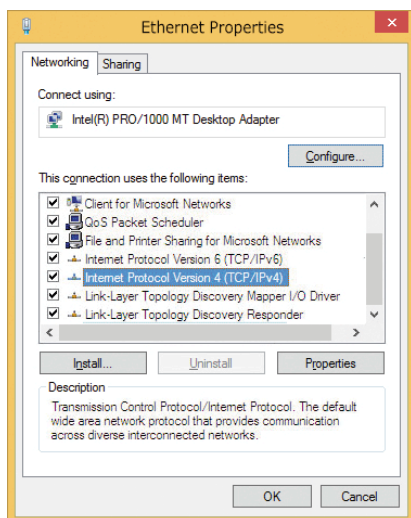 Ethernet Properties
Networking
Sharing
Connect using:
Intel(R) PRO/1000 MT Desktop Adapter
Configure...
This connection uses the following items:
Client for Microsoft Networks
QoS Packet Scheduler
File and Printer Sharing for Microsoft Networks
Internet Protocol Version 6 (TCP/IPv6)
Internet Protocol Version 4 (TCP/IPv4)
Link-Layer Topology Discovery Mapper I/O Driver
Link-Layer Topology Discovery Responder
Install...
Uninstall
Properties
Description
Transmission Control Protocol/Internet Protocol. The default
wide area network protocol that provides communication
across diverse interconnected networks.
OK
Cancel